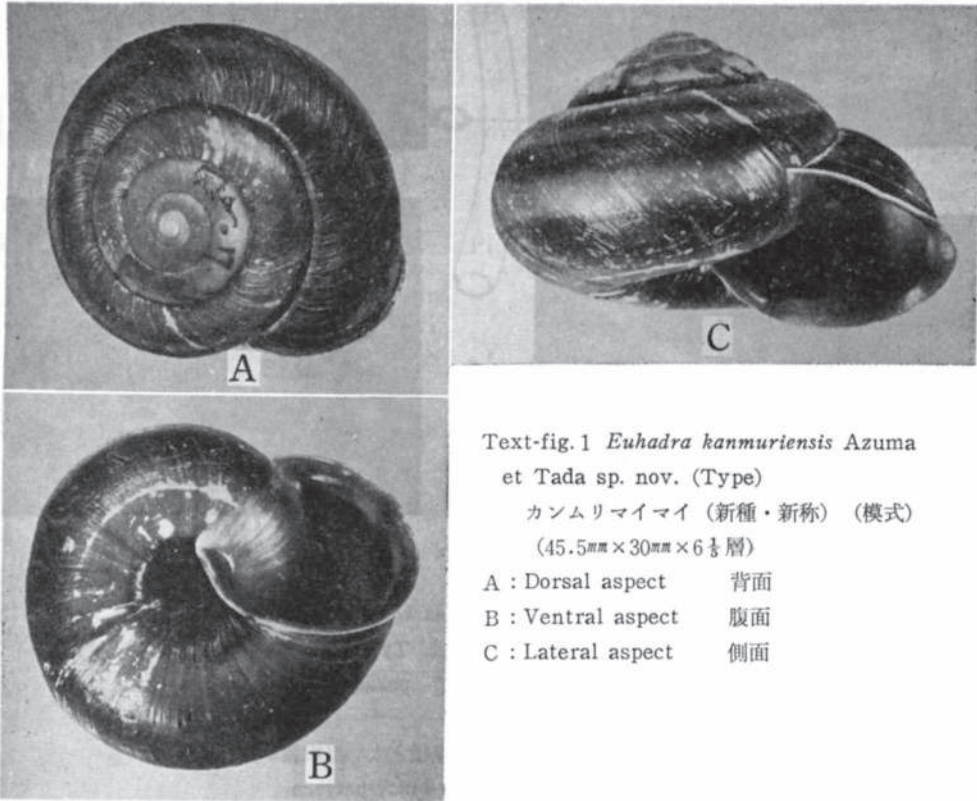 A
C
B
Text-fig. 1 Euhadra kanmuriensis Azuma
et Tada sp. nov. (Type)
カンムリマイマイ（新種・新称）（模式）
(45.5mm×30mm×6⅛層)
A : Dorsal aspect 背面
B : Ventral aspect 腹面
C : Lateral aspect 側面